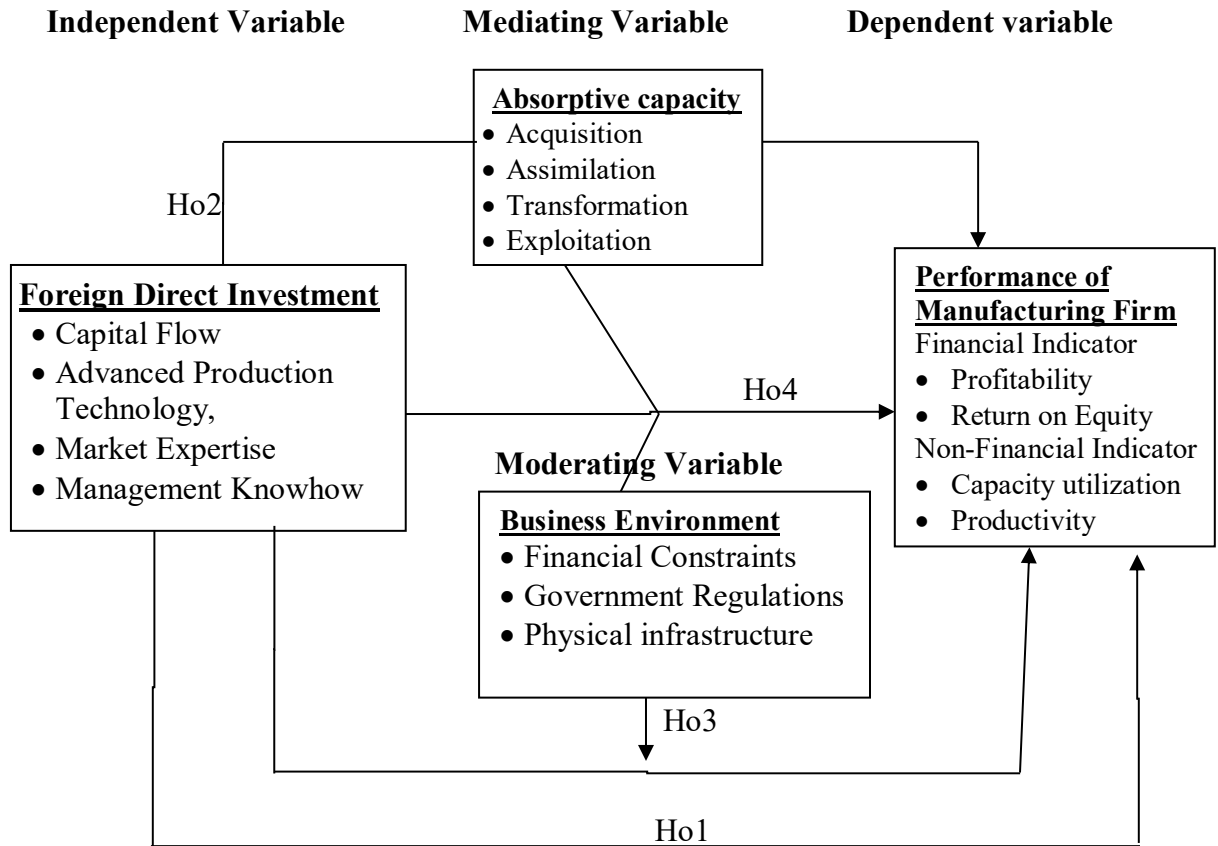 Independent Variable
Mediating Variable
Dependent variable
Absorptive capacity
• Acquisition
• Assimilation
• Transformation
• Exploitation
Ho2
Foreign Direct Investment
• Capital Flow
• Advanced Production
Technology,
• Market Expertise
• Management Knowhow
Performance of
Manufacturing Firm
Financial Indicator
• Profitability
• Return on Equity
Non-Financial Indicator
• Capacity utilization
• Productivity
Ho4
Moderating Variable
Business Environment
• Financial Constraints
• Government Regulations
• Physical infrastructure
Ho3
Ho1